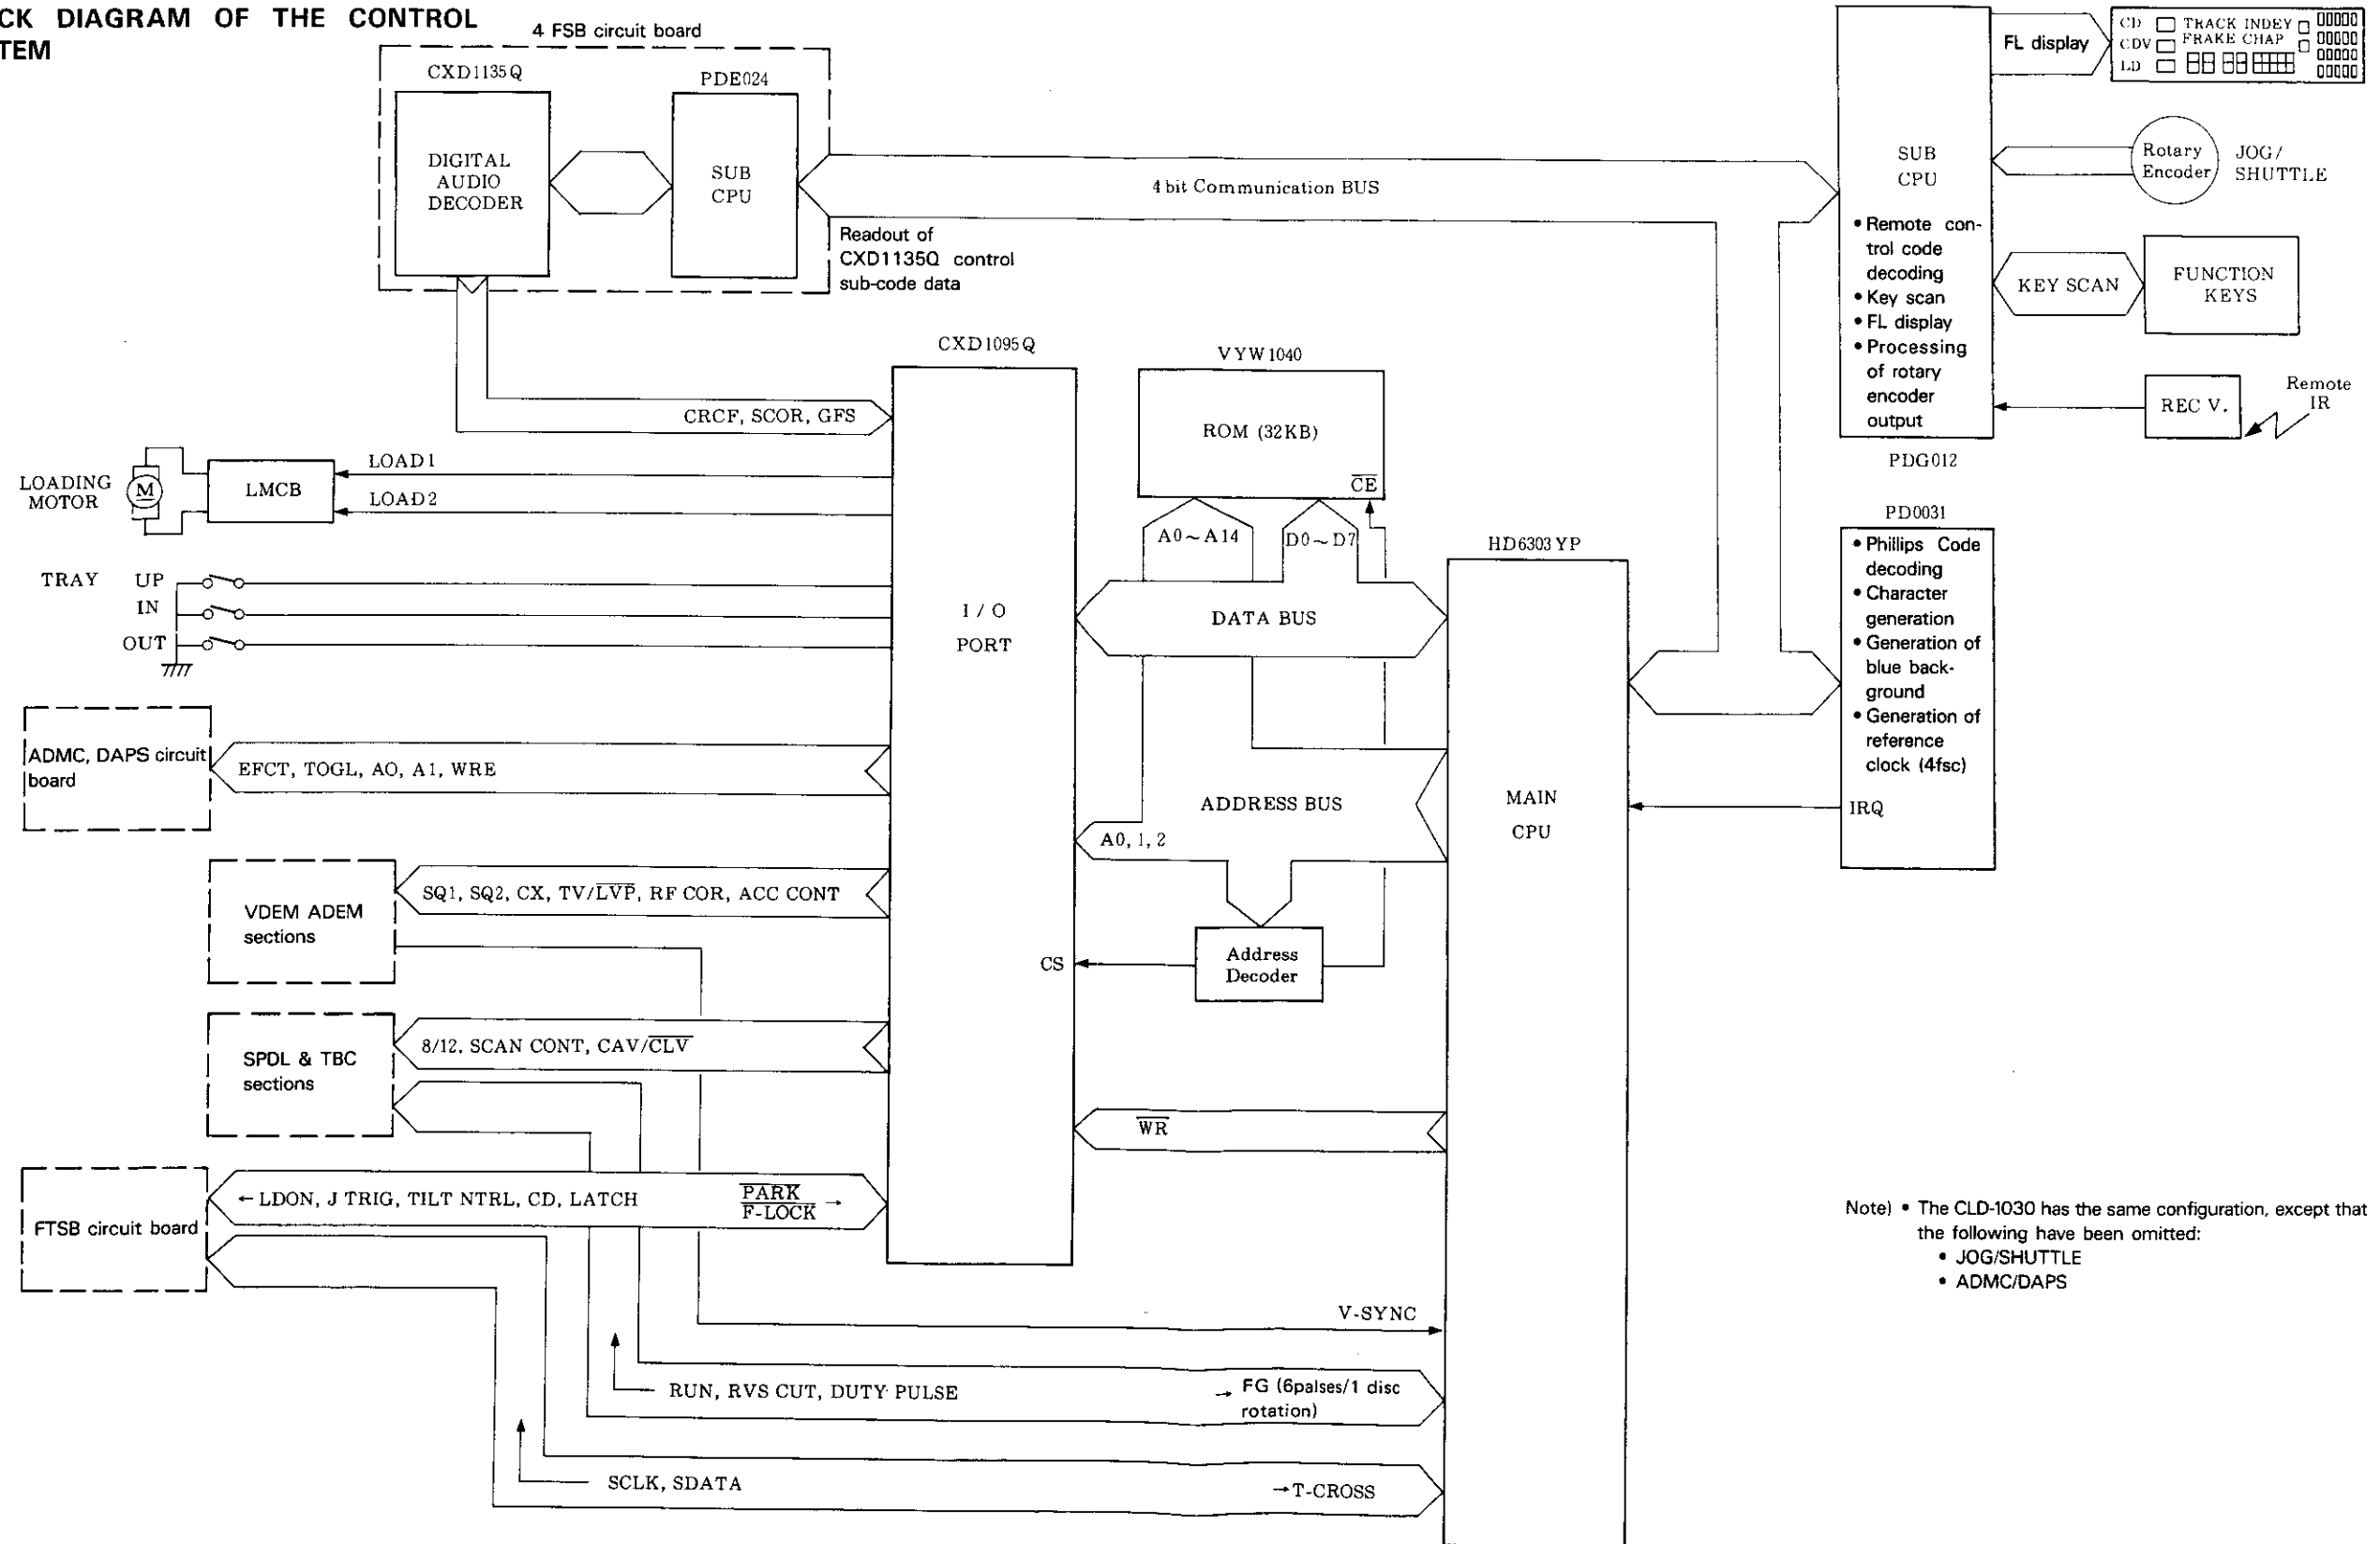 CK DIAGRAM OF THE CONTROL
TEM
4 FSB circuit board
CXD1135Q
PDE024
DIGITAL
AUDIO
DECODER
SUB
CPU
4 bit Communication BUS
Readout of
CXD1135Q control
sub-code data
SUB
CPU
• Remote con-
trol code
decoding
• Key scan
• FL display
• Processing
of rotary
encoder
output
PDG012
FL display
CD
TRACK INDEY
CDV
FRAKE CHAP
LD
Rotary
Encoder
JOG/
SHUTTLE
KEY SCAN
FUNCTION
KEYS
REC V.
Remote
IR
CRCF, SCOR, GFS
CXD1095Q
I / O
PORT
VYW1040
ROM (32KB)
CE
LOADING
MOTOR
M
LMCB
LOAD1
LOAD2
TRAY
UP
IN
OUT
A0~A14
D0~D7
DATA BUS
HD6303YP
MAIN
CPU
PD0031
• Phillips Code
decoding
• Character
generation
• Generation of
blue back-
ground
• Generation of
reference
clock (4fsc)
IRQ
ADMC, DAPS circuit
board
EFCT, TOGL, AO, A1, WRE
ADDRESS BUS
A0, 1, 2
VDEM ADEM
sections
SQ1, SQ2, CX, TV/LVP, RF COR, ACC CONT
CS
Address
Decoder
SPDL & TBC
sections
8/12. SCAN CONT, CAV/CLV
WR
FTSB circuit board
← LDON, J TRIG, TILT NTRL, CD, LATCH
PARK
F-LOCK →
V-SYNC
RUN, RVS CUT, DUTY PULSE
→ FG (6palses/1 disc
rotation)
SCLK, SDATA
→T-CROSS
Note) • The CLD-1030 has the same configuration, except that
the following have been omitted:
• JOG/SHUTTLE
• ADMC/DAPS